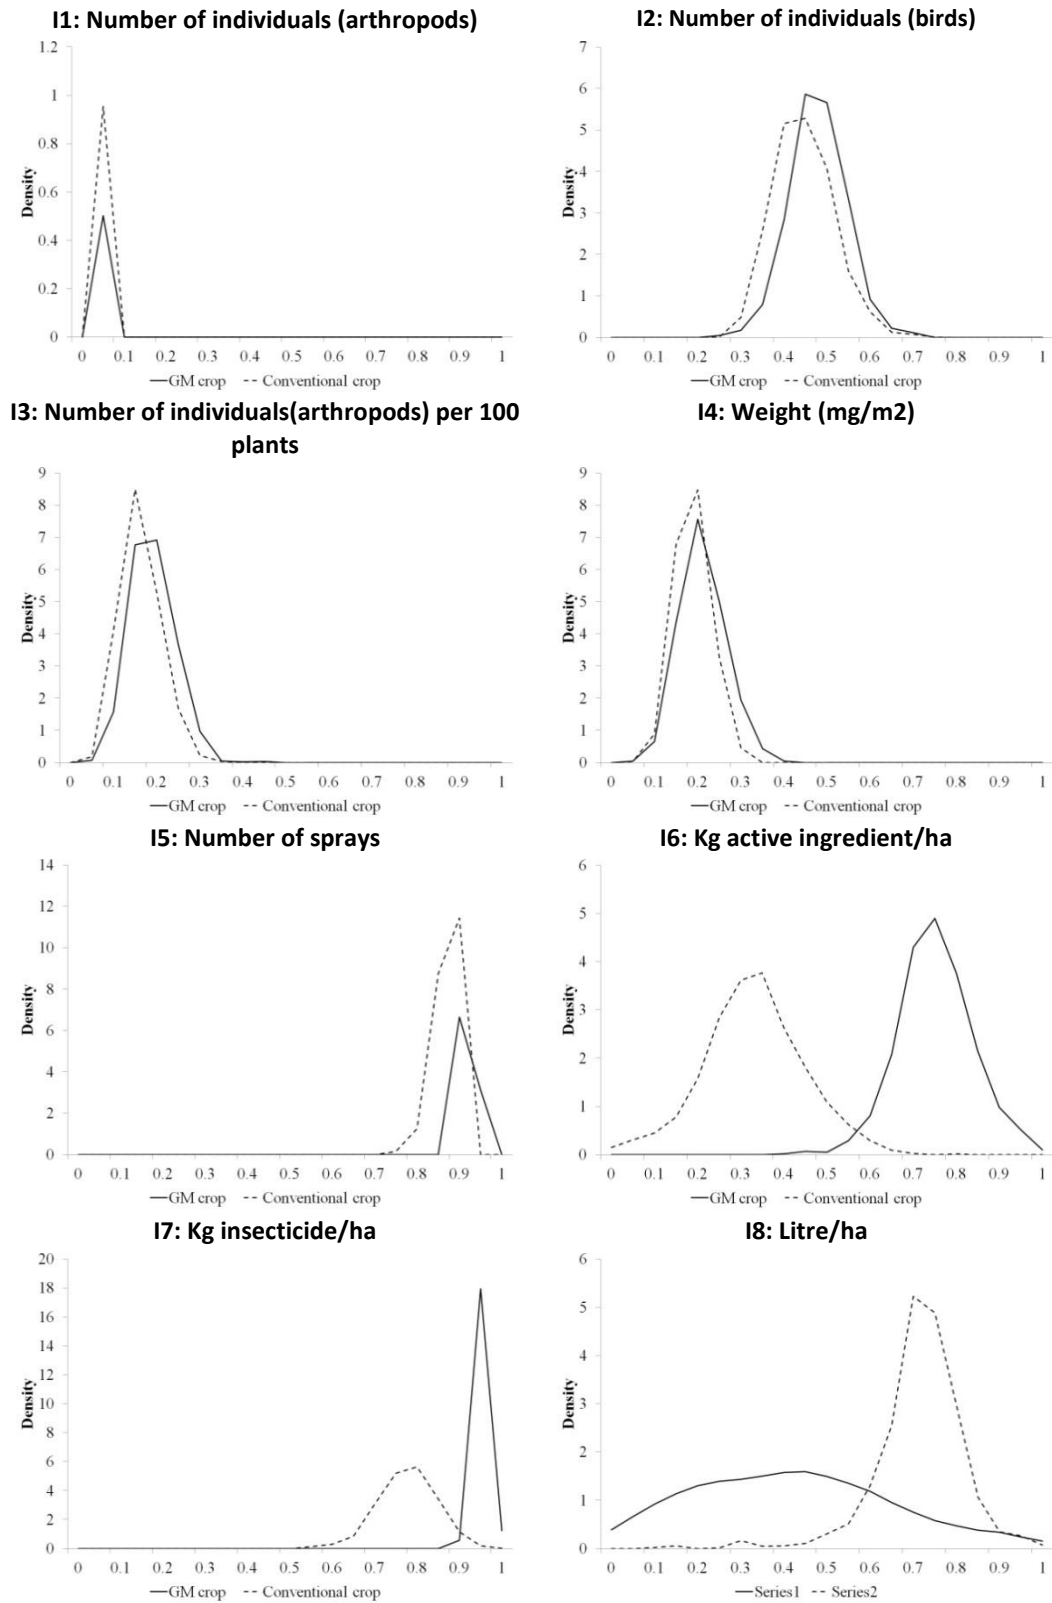 I1: Number of individuals (arthropods)
1.2
1
0.8
0.6
0.4
0.2
0
Density
0 0.1 0.2 0.3 0.4 0.5 0.6 0.7 0.8 0.9 1
GM crop Conventional crop
I2: Number of individuals (birds)
7
6
5
4
3
2
1
0
Density
0 0.1 0.2 0.3 0.4 0.5 0.6 0.7 0.8 0.9 1
GM crop Conventional crop
I3: Number of individuals(arthropods) per 100
plants
9
8
7
6
5
4
3
2
1
0
Density
0 0.1 0.2 0.3 0.4 0.5 0.6 0.7 0.8 0.9 1
GM crop Conventional crop
I4: Weight (mg/m2)
9
8
7
6
5
4
3
2
1
0
Density
0 0.1 0.2 0.3 0.4 0.5 0.6 0.7 0.8 0.9 1
GM crop Conventional crop
I5: Number of sprays
14
12
10
8
6
4
2
0
Density
0 0.1 0.2 0.3 0.4 0.5 0.6 0.7 0.8 0.9 1
GM crop Conventional crop
I6: Kg active ingredient/ha
6
5
4
3
2
1
0
Density
0 0.1 0.2 0.3 0.4 0.5 0.6 0.7 0.8 0.9 1
GM crop Conventional crop
I7: Kg insecticide/ha
20
18
16
14
12
10
8
6
4
2
0
Density
0 0.1 0.2 0.3 0.4 0.5 0.6 0.7 0.8 0.9 1
GM crop Conventional crop
I8: Litre/ha
6
5
4
3
2
1
0
Density
0 0.1 0.2 0.3 0.4 0.5 0.6 0.7 0.8 0.9 1
Series1 Series2